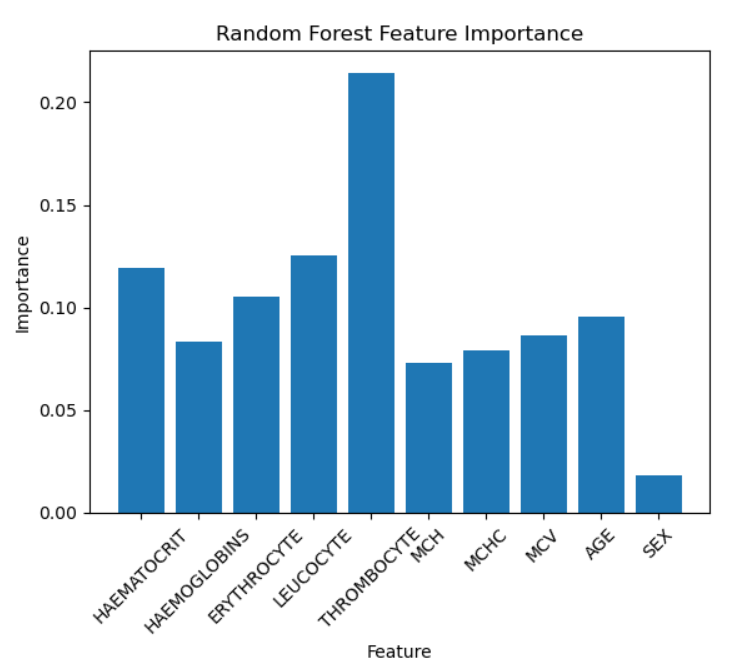 Random Forest Feature Importance
Importance
0.20
0.15
0.10
0.05
0.00
HAEMATOCRIT
HAEMOGLOBINS
ERYTHROCYTE
LEUCOCYTE
THROMBOCYTE
MCH
MCHC
MCV
AGE
SEX
Feature